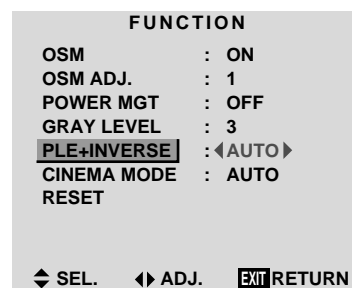 FUNCTION
OSM : ON
OSM ADJ. : 1
POWER MGT : OFF
GRAY LEVEL : 3
PLE+INVERSE : AUTO
CINEMA MODE : AUTO
RESET
SEL. ADJ. EXIT RETURN